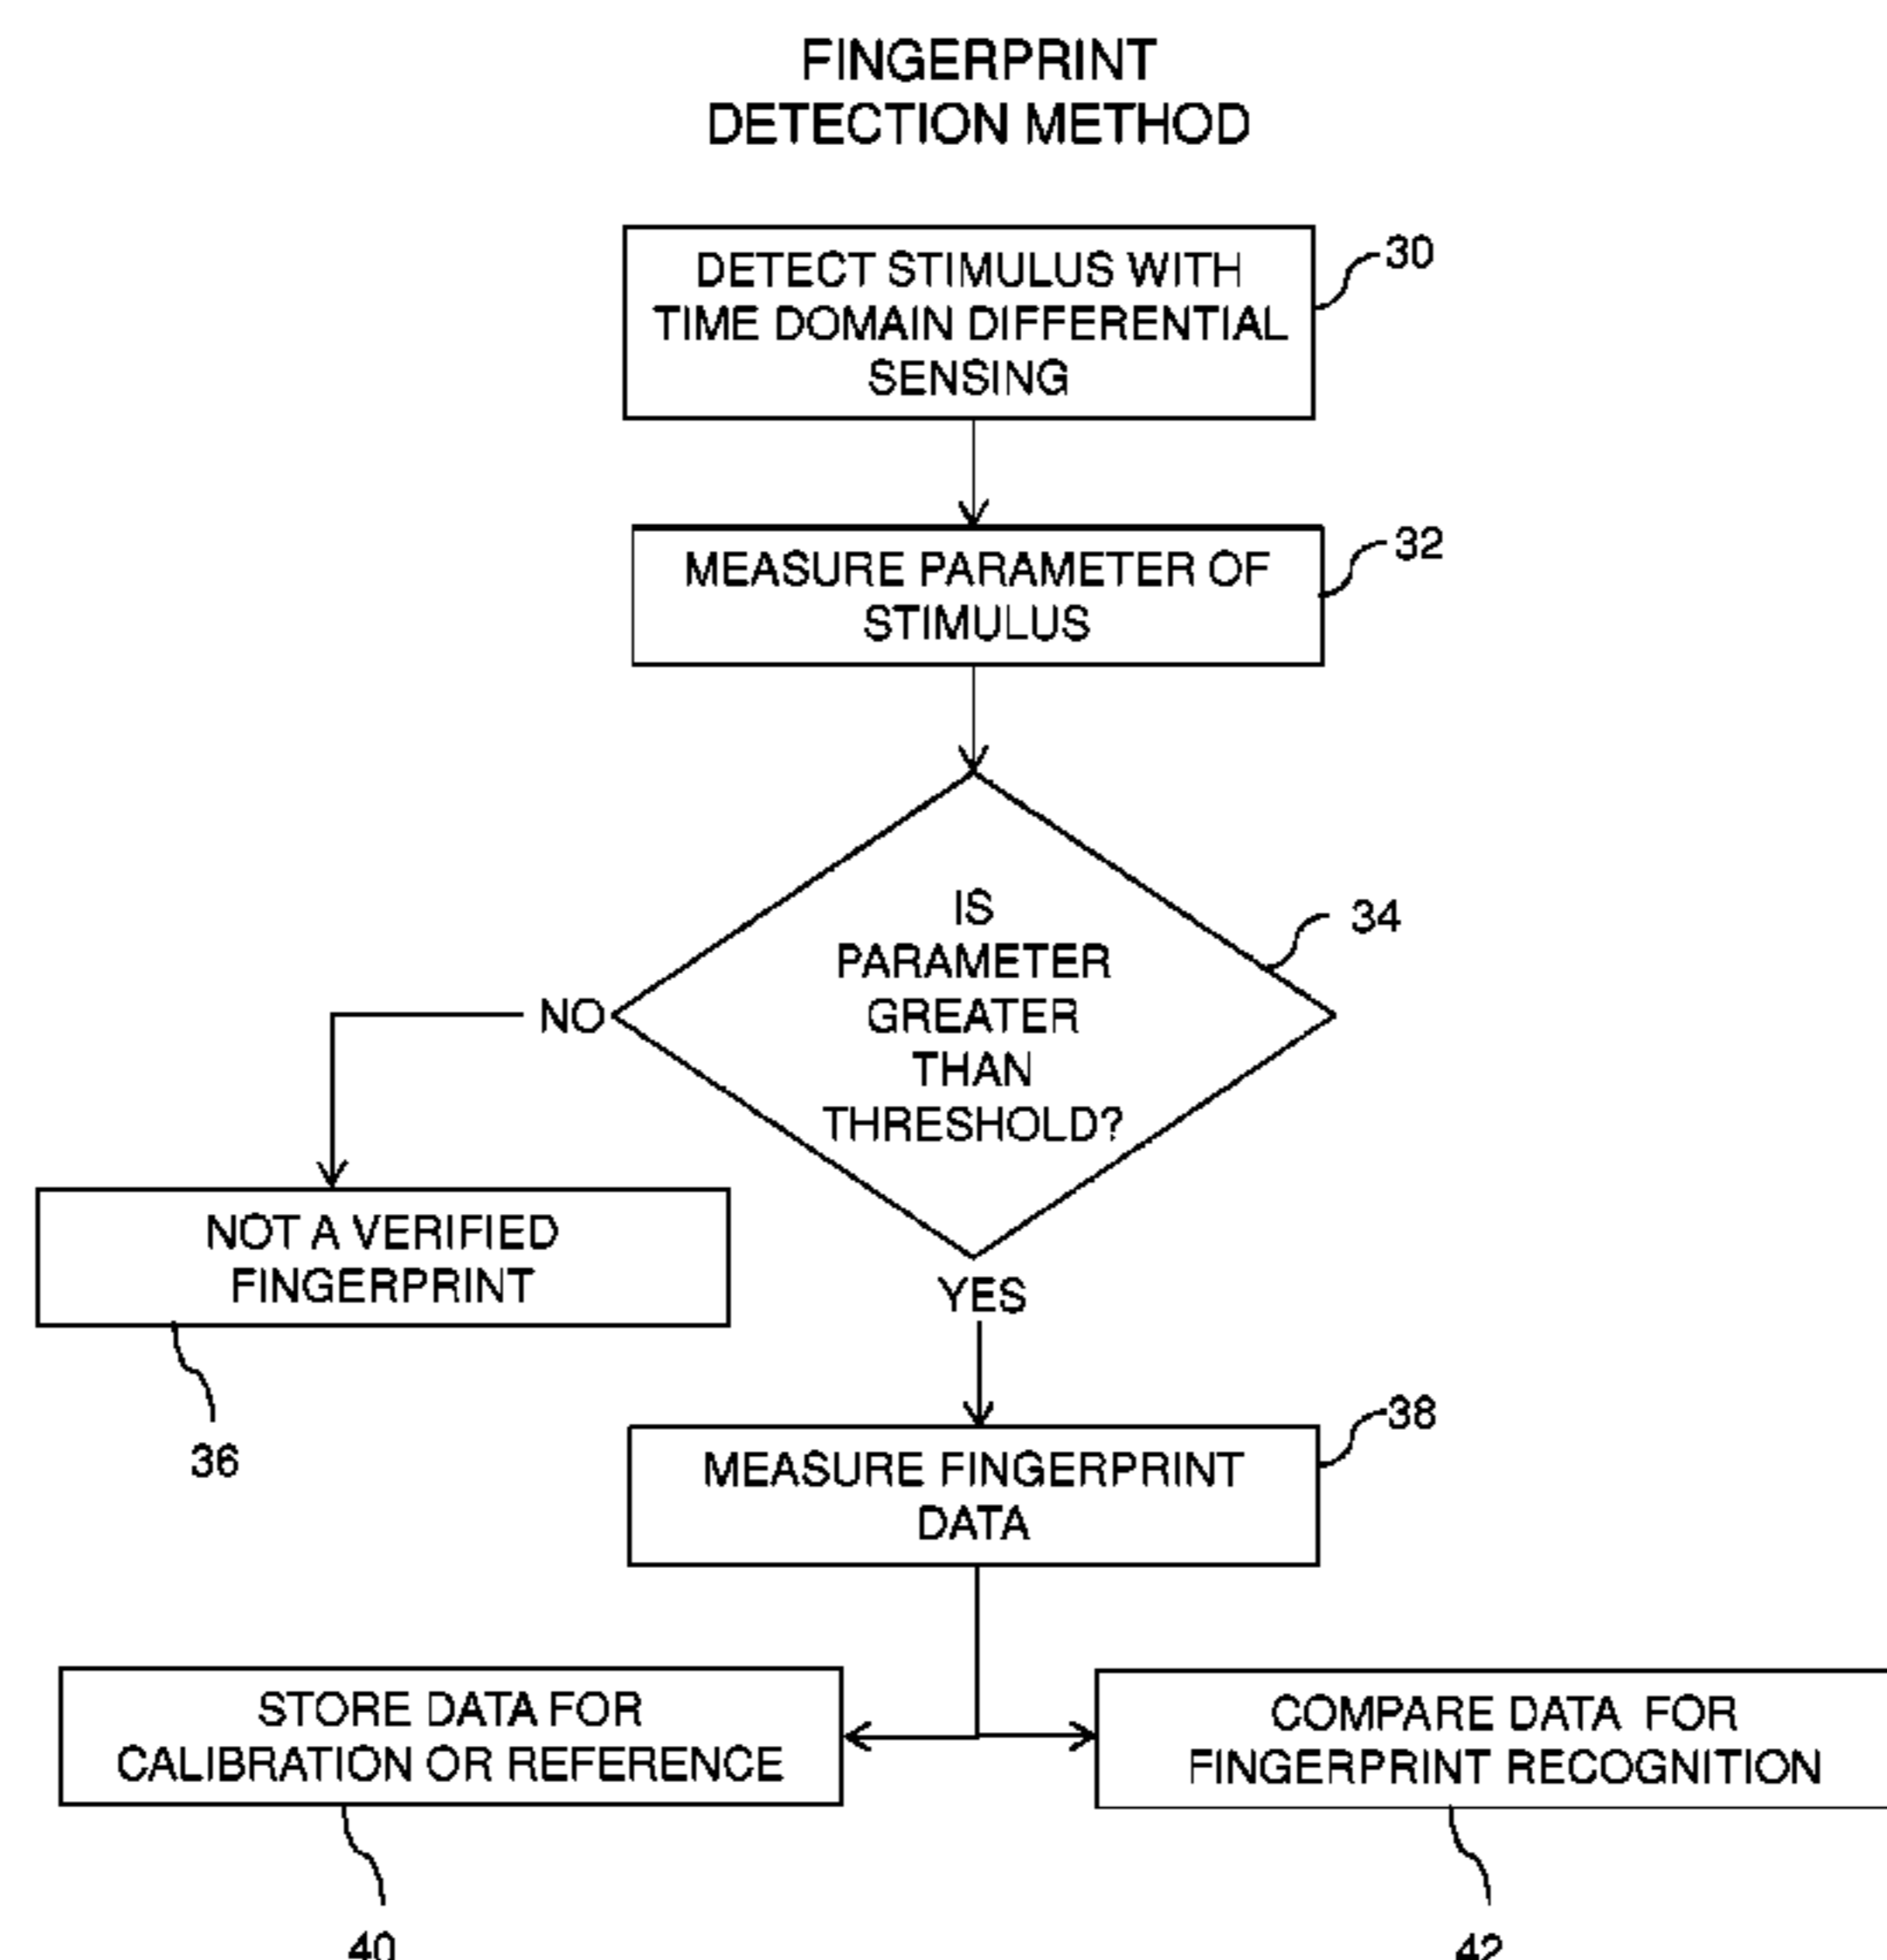 FINGERPRINT
DETECTION METHOD
DETECT STIMULUS WITH
TIME DOMAIN DIFFERENTIAL
SENSING
30
MEASURE PARAMETER OF
STIMULUS
32
IS
PARAMETER
GREATER
THAN
THRESHOLD?
34
NO
NOT A VERIFIED
FINGERPRINT
36
YES
MEASURE FINGERPRINT
DATA
38
STORE DATA FOR
CALIBRATION OR REFERENCE
40
COMPARE DATA FOR
FINGERPRINT RECOGNITION
42